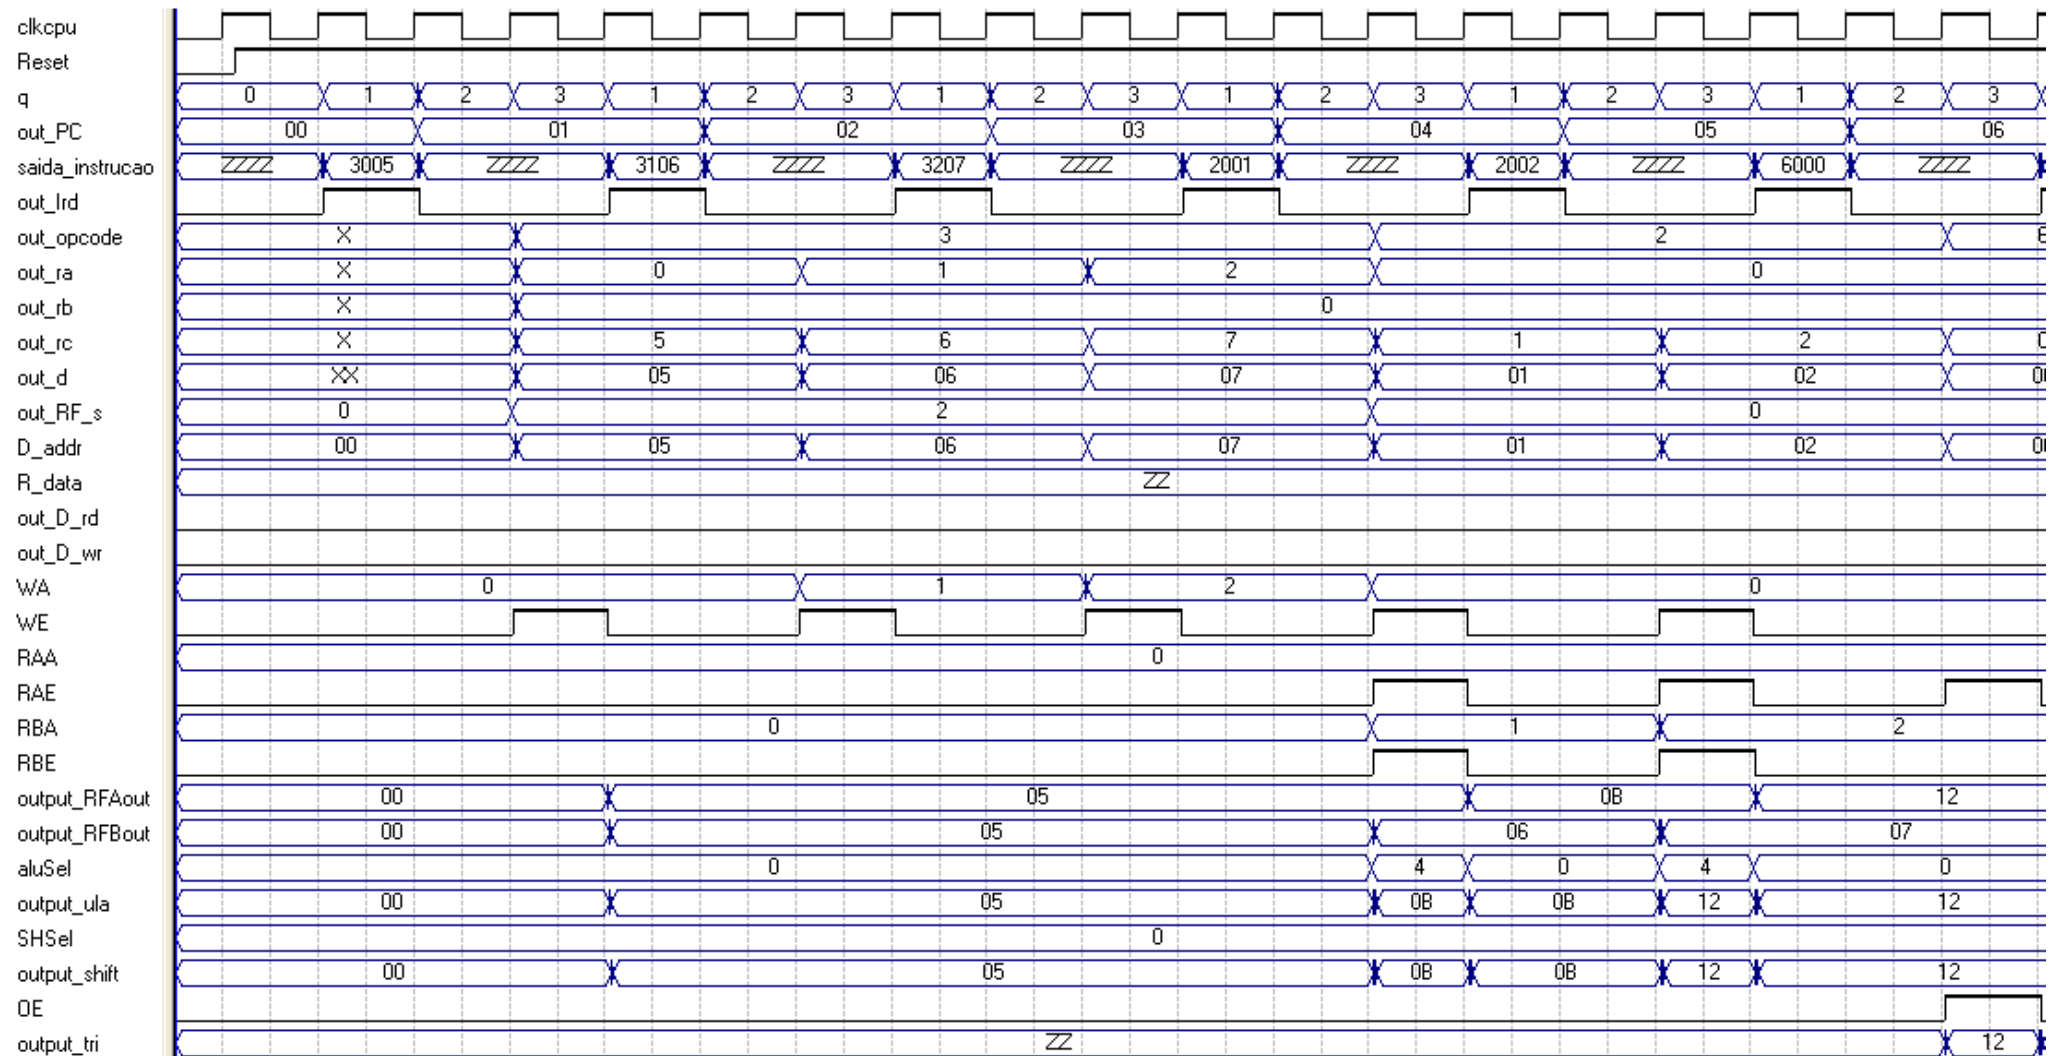 clkcpu
Reset
q 0 1 2 3 1 2 3 1 2 3 1 2 3 1 2 3 1 2 3
out_PC 00 01 02 03 04 05 06
saida_instrucao ZZZZ 3005 ZZZZ 3106 ZZZZ 3207 ZZZZ 2001 ZZZZ 2002 ZZZZ 6000 ZZZZ
out_Ird
out_opcode X 3 2 6
out_ra X 0 1 2 0
out_rb X 0
out_rc X 5 6 7 1 2 0
out_d XX 05 06 07 01 02 00
out_RF_s 0 2 0
D_addr 00 05 06 07 01 02 00
R_data ZZ
out_D_rd
out_D_wr
WA 0 1 2 0
WE
RAA 0
RAE
RBA 0 1 2
RBE
output_RFAout 00 05 0B 12
output_RFBout 00 05 06 07
aluSel 0 4 0 4 0
output_ula 00 05 0B 0B 12 12
SHSel 0
output_shift 00 05 0B 0B 12 12
OE
output_tri ZZ 12